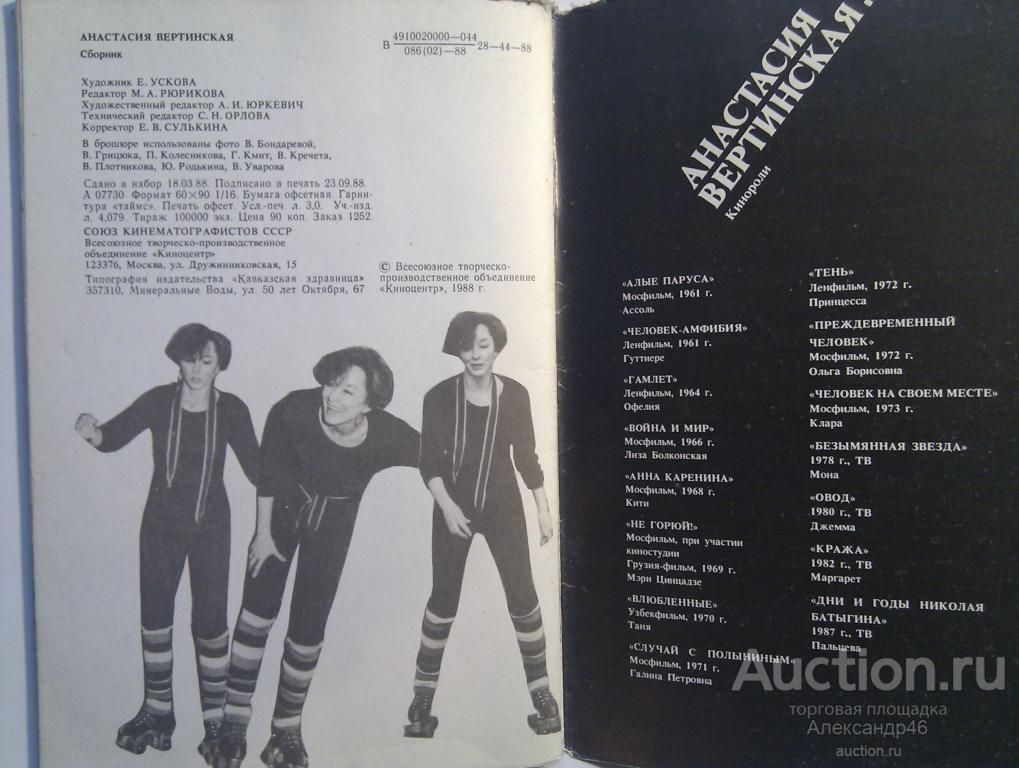 АНАСТАСИЯ ВЕРТИНСКАЯ
Сборник
В 4910020000—044
086(02)—88
28—44—88
Художник Е. УСКОВА
Редактор М. А. РЮРИКОВА
Художественный редактор А. И. ЮРКЕВИЧ
Технический редактор С. Н. ОРЛОВА
Корректор Е. В. СУЛЬКИНА
В брошюре использованы фото В. Бондаревой,
В. Грицюка, П. Колесникова, Г. Кмит, В. Кречета,
В. Плотникова, Ю. Родькина, В. Уварова
Сдано в набор 18.03.88. Подписано в печать 23.09.88.
А 07730. Формат 60×90 1/16. Бумага офсетная. Гарни-
тура «таймс». Печать офсет. Усл.-печ. л. 3,0. Уч.-изд.
л. 4,079. Тираж 100000 экз. Цена 90 коп. Заказ 1252.
СОЮЗ КИНЕМАТОГРАФИСТОВ СССР
Всесоюзное творческо-производственное
объединение «Киноцентр»
123376, Москва, ул. Дружинниковская, 15
Типография издательства «Кавказская здравница»
357310, Минеральные Воды, ул. 50 лет Октября, 67
© Всесоюзное творческо-
производственное объединение
«Киноцентр», 1988 г.
АНАСТАСИЯ
ВЕРТИНСКАЯ
Кинороли
«АЛЫЕ ПАРУСА»
Мосфильм, 1961 г.
Ассоль
«ЧЕЛОВЕК-АМФИБИЯ»
Ленфильм, 1961 г.
Гуттиере
«ГАМЛЕТ»
Ленфильм, 1964 г.
Офелия
«ВОЙНА И МИР»
Мосфильм, 1966 г.
Лиза Болконская
«АННА КАРЕНИНА»
Мосфильм, 1968 г.
Кити
«НЕ ГОРЮЙ!»
Мосфильм, при участии
киностудии
Грузия-фильм, 1969 г.
Мэри Цинцадзе
«ВЛЮБЛЕННЫЕ»
Узбекфильм, 1970 г.
Таня
«СЛУЧАЙ С ПОЛЫНИНЫМ»
Мосфильм, 1971 г.
Галина Петровна
«ТЕНЬ»
Ленфильм, 1972 г.
Принцесса
«ПРЕЖДЕВРЕМЕННЫЙ
ЧЕЛОВЕК»
Мосфильм, 1972 г.
Ольга Борисовна
«ЧЕЛОВЕК НА СВОЕМ МЕСТЕ»
Мосфильм, 1973 г.
Клара
«БЕЗЫМЯННАЯ ЗВЕЗДА»
1978 г., ТВ
Мона
«ОВОД»
1980 г., ТВ
Джемма
«КРАЖА»
1982 г., ТВ
Маргарет
«ДНИ И ГОДЫ НИКОЛАЯ
БАТЫГИНА»
1987 г., ТВ
Пальцева
Auction.ru
торговая площадка
Александр46
auction.ru